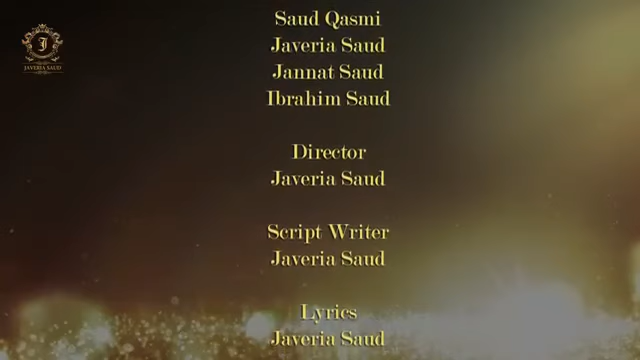 J
JAVERIA SAUD
Saud Qasmi
Javeria Saud
Jannat Saud
Ibrahim Saud
Director
Javeria Saud
Script Writer
Javeria Saud
Lyrics
Javeria Saud